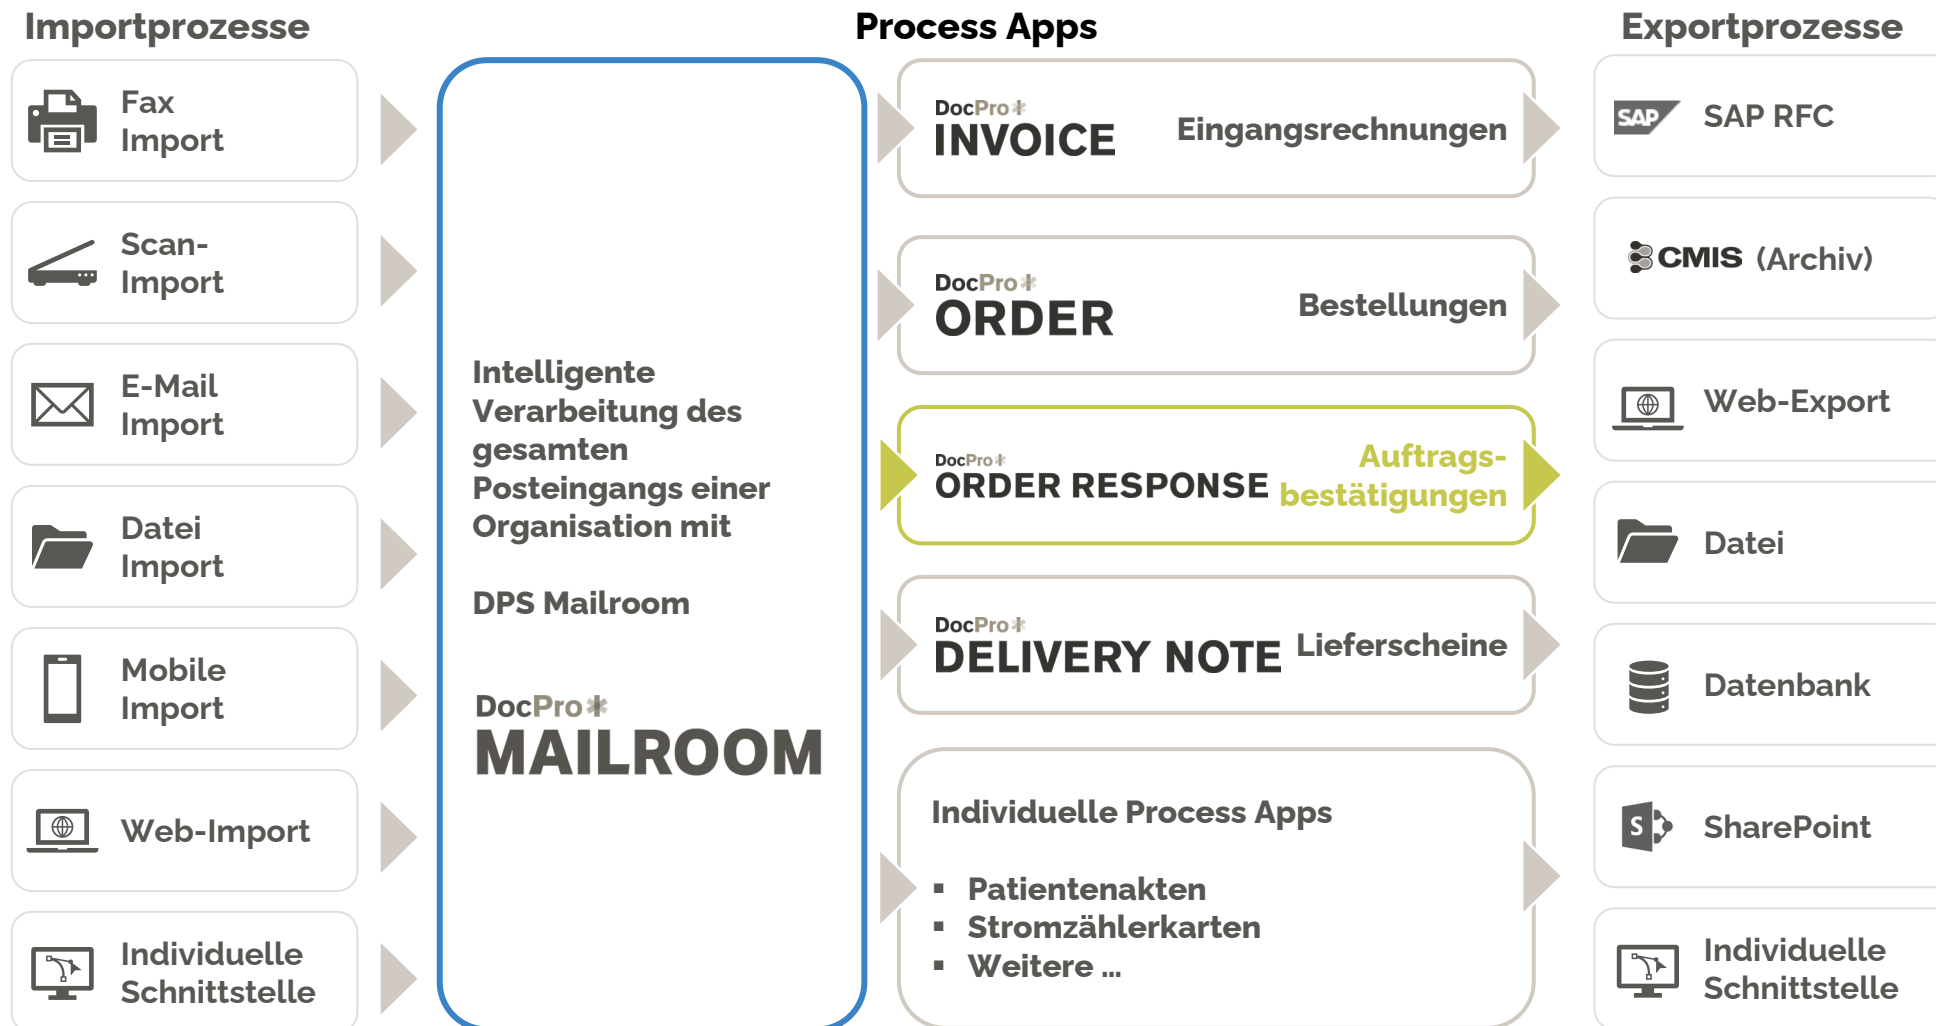 Importprozesse
Fax
Import
Scan-
Import
E-Mail
Import
Datei
Import
Mobile
Import
Web-Import
Individuelle
Schnittstelle
Process Apps
Intelligente
Verarbeitung des
gesamten
Posteingangs einer
Organisation mit
DPS Mailroom
DocPro
MAILROOM
DocPro
INVOICE
Eingangsrechnungen
DocPro
ORDER
Bestellungen
DocPro
ORDER RESPONSE
Auftrags-
bestätigungen
DocPro
DELIVERY NOTE
Lieferscheine
Individuelle Process Apps
▪ Patientenakten
▪ Stromzählerkarten
▪ Weitere ...
Exportprozesse
SAP SAP RFC
CMIS (Archiv)
Web-Export
Datei
Datenbank
S SharePoint
Individuelle
Schnittstelle